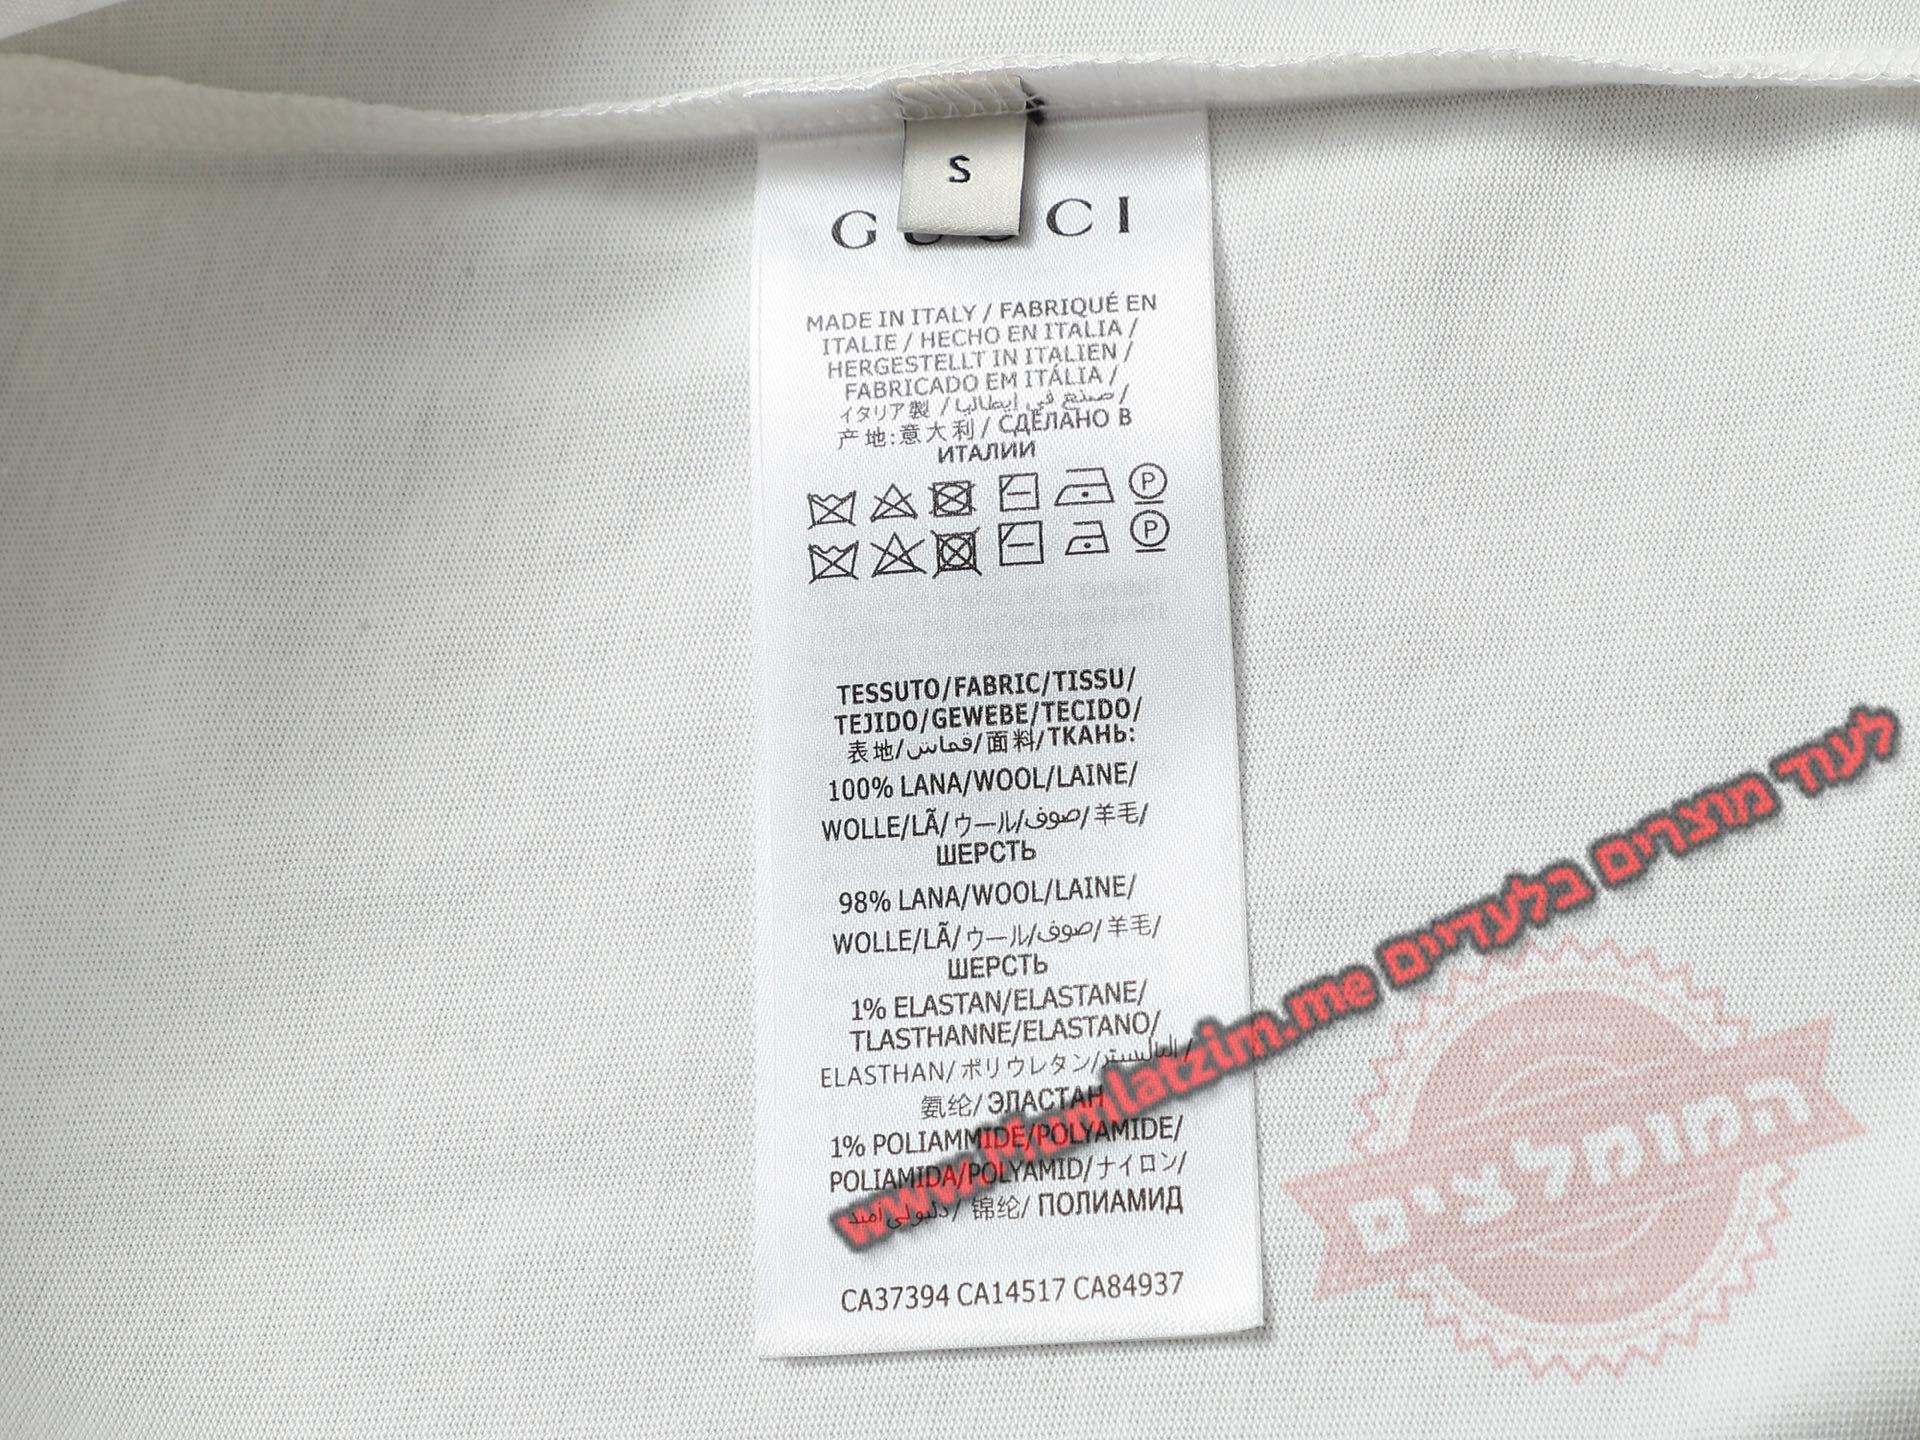 S
GUCCI
MADE IN ITALY / FABRIQUÉ EN
ITALIE / HECHO EN ITALIA /
HERGESTELLT IN ITALIEN /
FABRICADO EM ITÁLIA /
イタリア製 / صنع في إيطاليا /
产地:意大利 / СДЕЛАНО В
ИТАЛИИ
P
P
TESSUTO/FABRIC/TISSU/
TEJIDO/GEWEBE/TECIDO/
表地/قماش/面料/ТКАНЬ:
100% LANA/WOOL/LAINE/
WOLLE/LÃ/ウール/صوف/羊毛/
ШЕРСТЬ
98% LANA/WOOL/LAINE/
WOLLE/LÃ/ウール/صوف/羊毛/
ШЕРСТЬ
1% ELASTAN/ELASTANE/
TLASTHANNE/ELASTANO/
ELASTHAN/ポリウレタン/
氨纶/ЭЛАСТАН
1% POLIAMMIDE/POLYAMIDE/
POLIAMIDA/POLYAMID/ナイロン/
锦纶/ ПОЛИАМИД
CA37394 CA14517 CA84937
לעוד מוצרים בלעדיים www.Mumlatzim.me
המומלצים